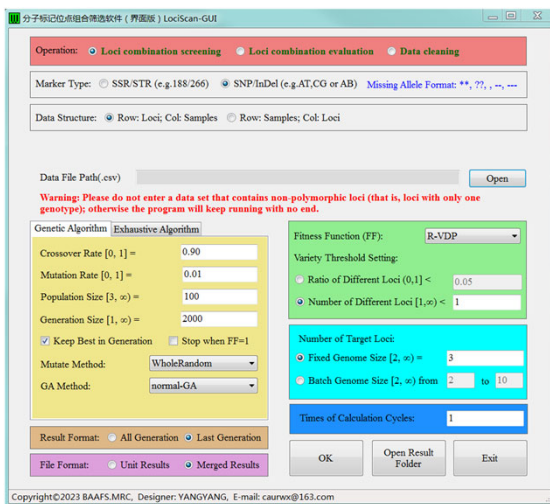 分子标记位点组合筛选软件（界面版）LociScan-GUI
Operation: Loci combination screening Loci combination evaluation Data cleaning
Marker Type: SSR/STR (e.g.188/266) SNP/InDel (e.g.AT,CG or AB) Missing Allele Format: **, ??, , --, ---
Data Structure: Row: Loci; Col: Samples Row: Samples; Col: Loci
Data File Path(.csv) Open
Warning: Please do not enter a data set that contains non-polymorphic loci (that is, loci with only one
genotype); otherwise the program will keep running with no end.
Genetic Algorithm Exhaustive Algorithm
Crossover Rate [0, 1] = 0.90
Mutation Rate [0, 1] = 0.01
Population Size [3, ∞) = 100
Generation Size [1, ∞) = 2000
Keep Best in Generation Stop when FF=1
Mutate Method: WholeRandom
GA Method: normal-GA
Result Format: All Generation Last Generation
File Format: Unit Results Merged Results
Fitness Function (FF): R-VDP
Variety Threshold Setting:
Ratio of Different Loci (0,1] < 0.05
Number of Different Loci [1,∞) < 1
Number of Target Loci:
Fixed Genome Size [2, ∞) = 3
Batch Genome Size [2, ∞) from 2 to 10
Times of Calculation Cycles: 1
OK Open Result Folder Exit
Copyright©2023 BAAFS.MRC, Designer: YANGYANG, E-mail: caurwx@163.com